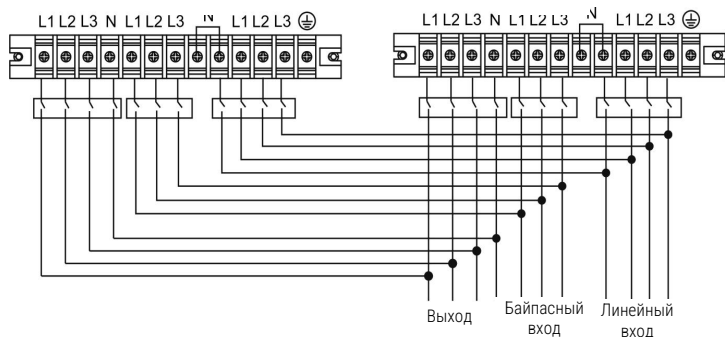 L1 L2 L3 N L1 L2 L3 N L1 L2 L3
L1 L2 L3 N L1 L2 L3 N L1 L2 L3
Выход
Байпасный
вход
Линейный
вход